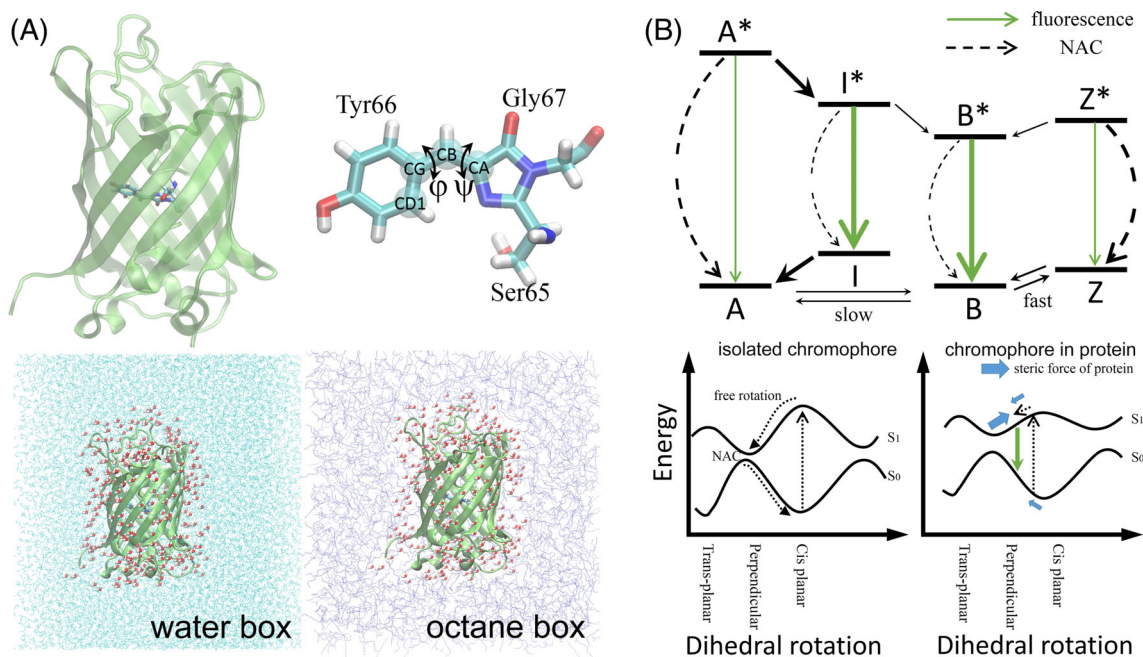 (A)
Tyr66
Gly67
CB
CG
CA
φ
ψ
CD1
Ser65
water box
octane box
(B)
fluorescence
NAC
A*
I*
B*
Z*
A
I
B
Z
slow
fast
isolated chromophore
free rotation
NAC
S1
S0
Energy
Trans-planar
Perpendicular
Cis planar
Dihedral rotation
chromophore in protein
steric force of protein
S1
S0
Trans-planar
Perpendicular
Cis planar
Dihedral rotation